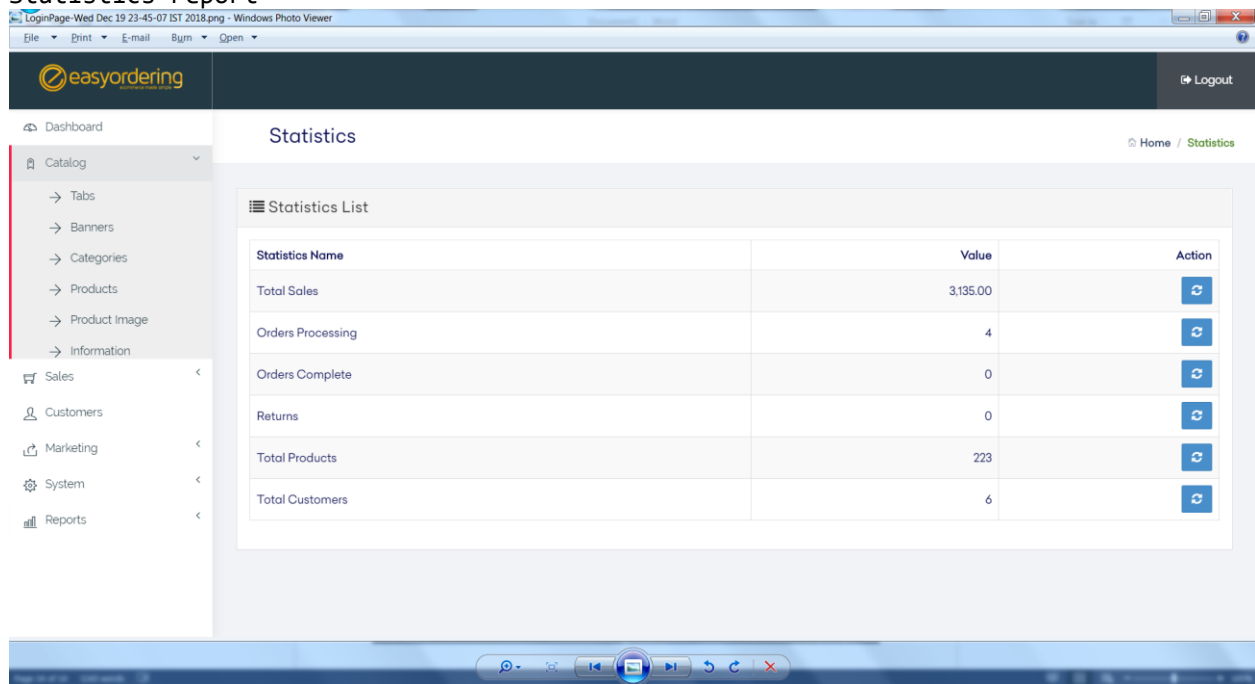 Statistics report
LoginPage-Wed Dec 19 23-45-07 IST 2018.png - Windows Photo Viewer
File Print E-mail Burn Open
easyordering
ecommerce made simple
Logout
Dashboard
Catalog
Tabs
Banners
Categories
Products
Product Image
Information
Sales
Customers
Marketing
System
Reports
Statistics
Home / Statistics
Statistics List
Statistics Name Value Action
Total Sales 3,135.00
Orders Processing 4
Orders Complete 0
Returns 0
Total Products 223
Total Customers 6